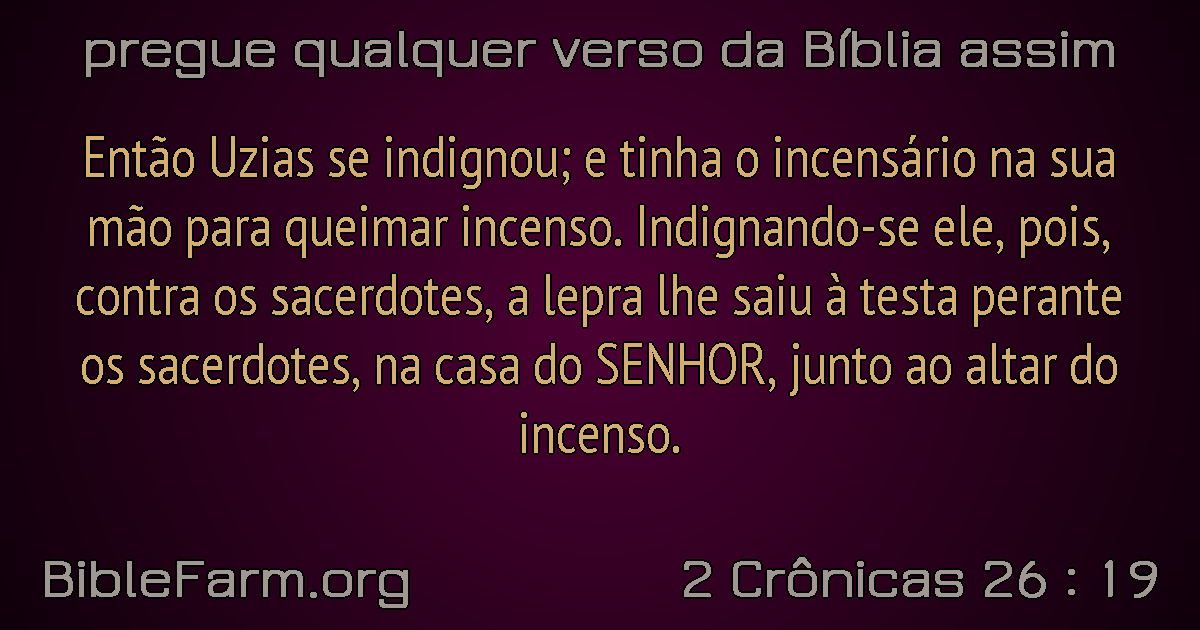 pregue qualquer verso da Bíblia assim
Então Uzias se indignou; e tinha o incensário na sua
mão para queimar incenso. Indignando-se ele, pois,
contra os sacerdotes, a lepra lhe saiu à testa perante
os sacerdotes, na casa do SENHOR, junto ao altar do
incenso.
BibleFarm.org
2 Crônicas 26 : 19